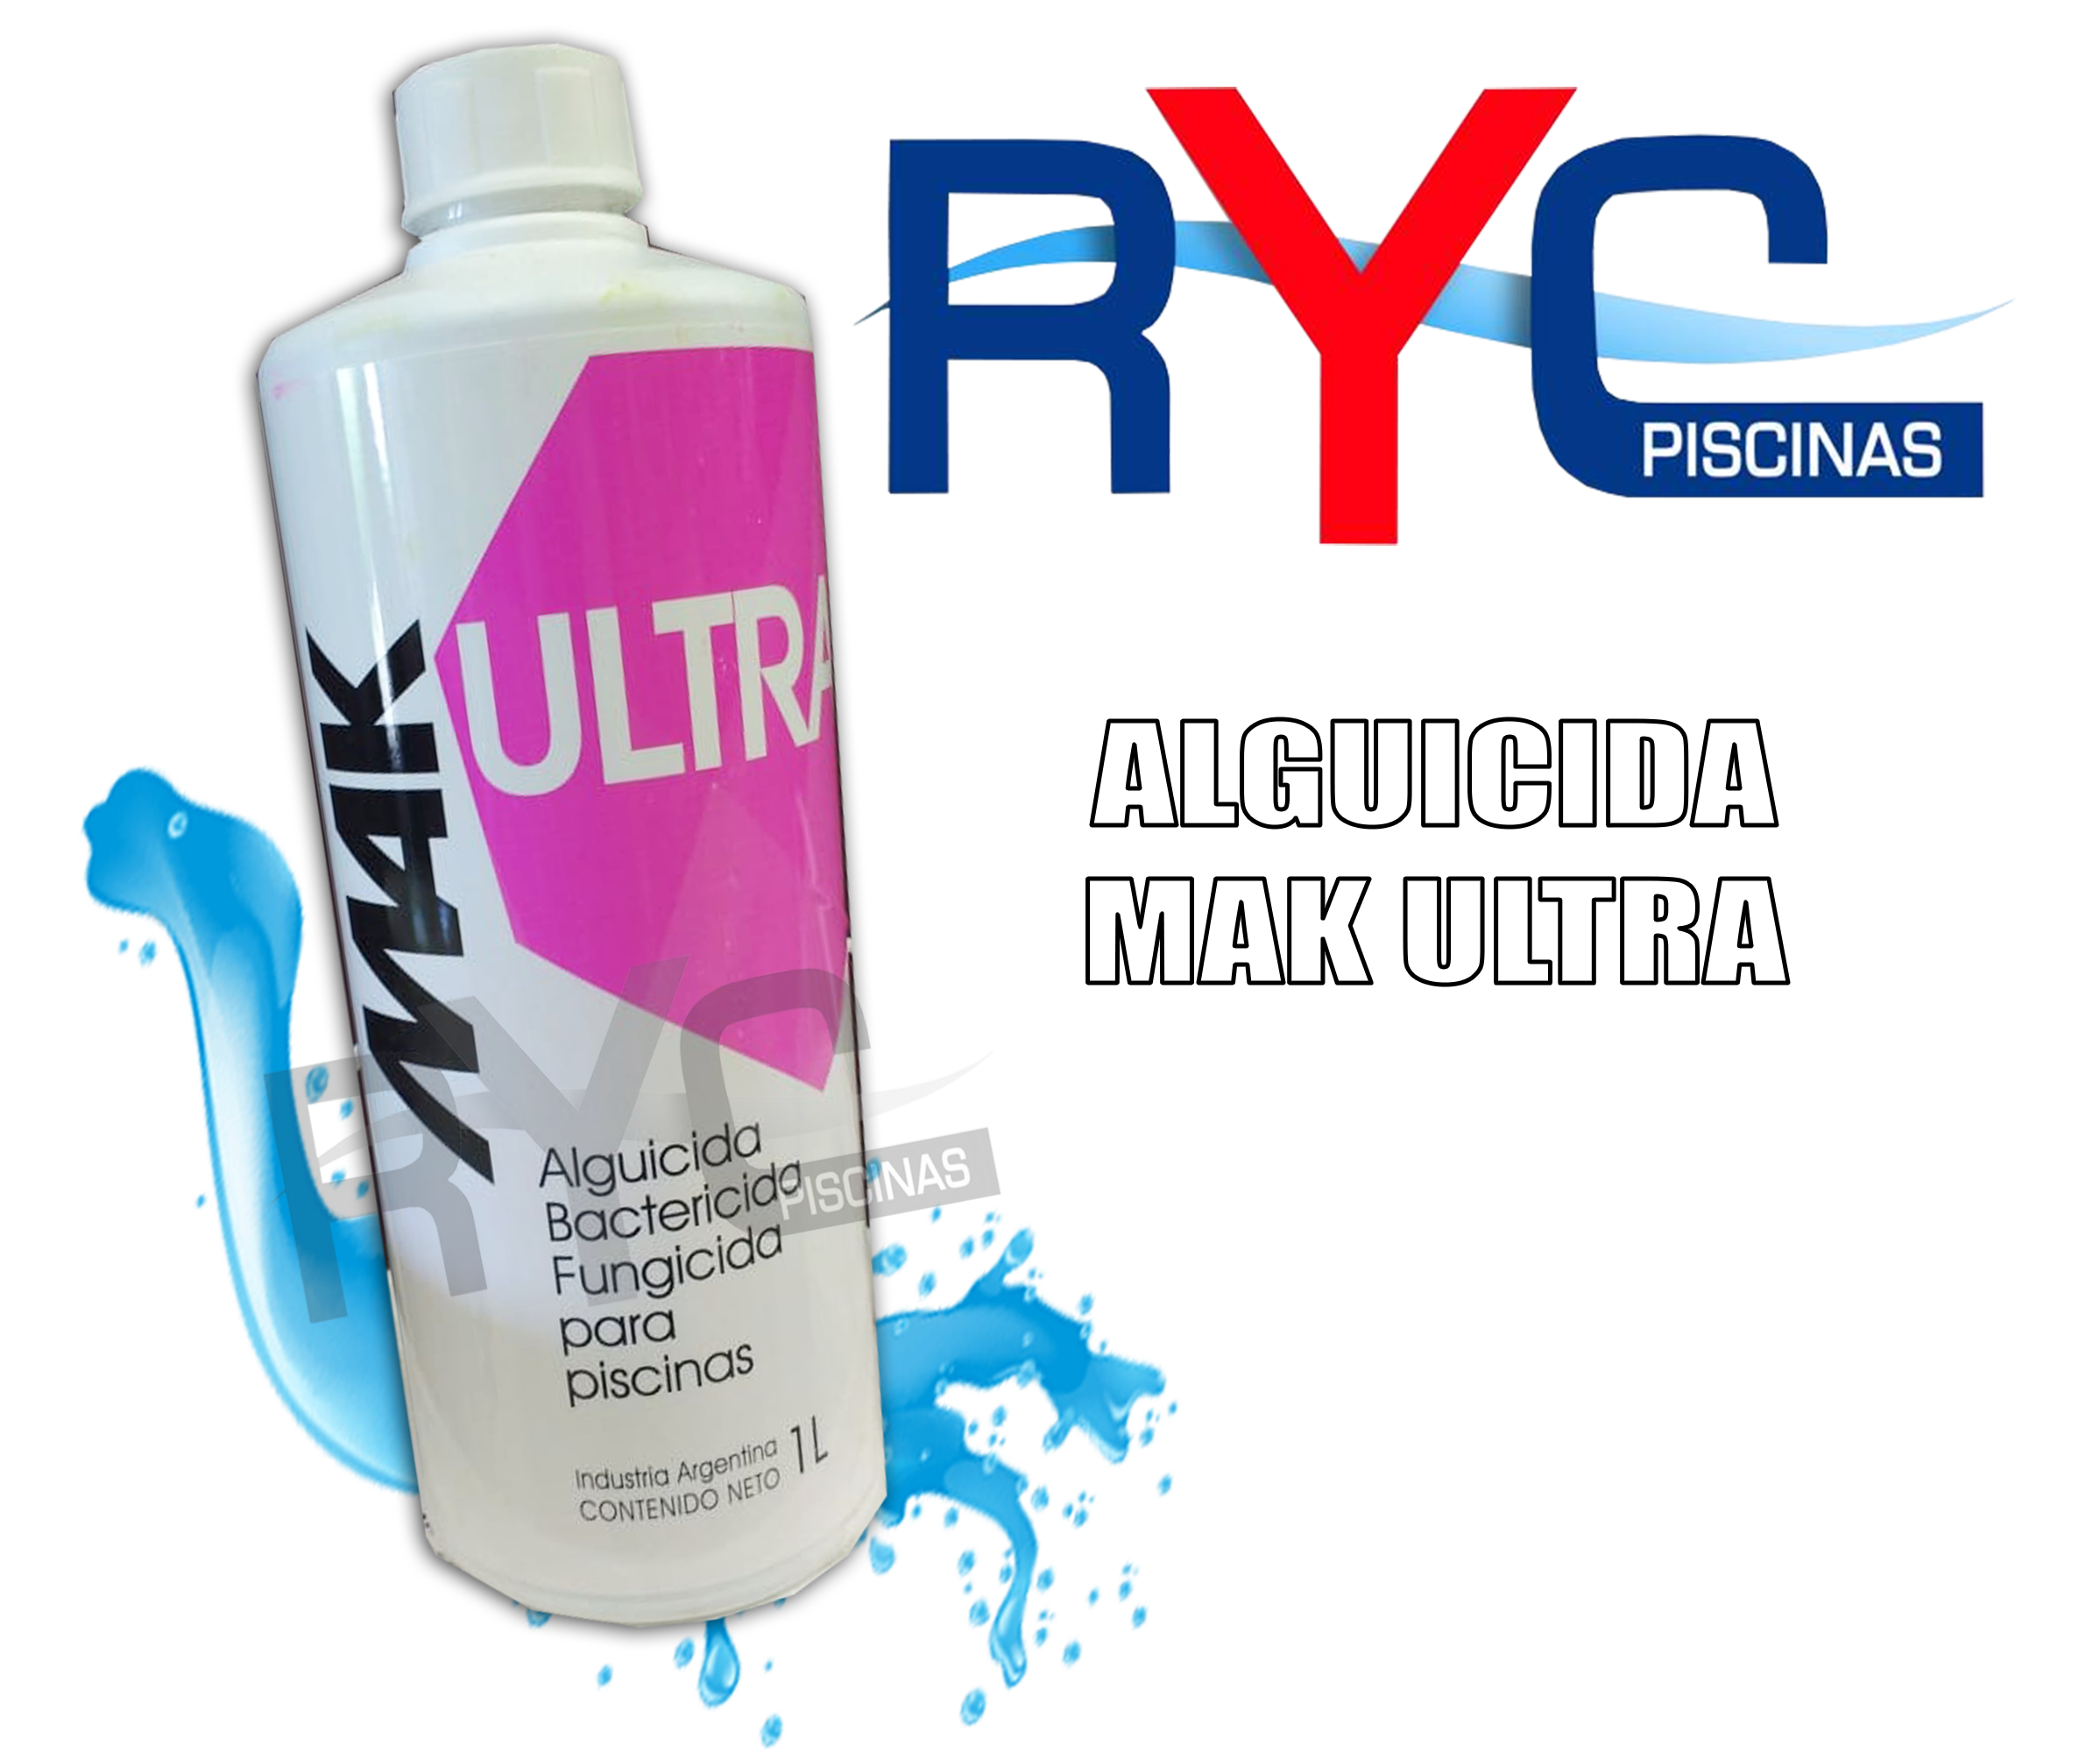 RYC
PISCINAS
ALGUICIDA
MAK ULTRA
MAK
ULTRA
RYC
PISCINAS
Alguicida
Bactericida
Fungicida
para
piscinas
Industria Argentina
CONTENIDO NETO 1L